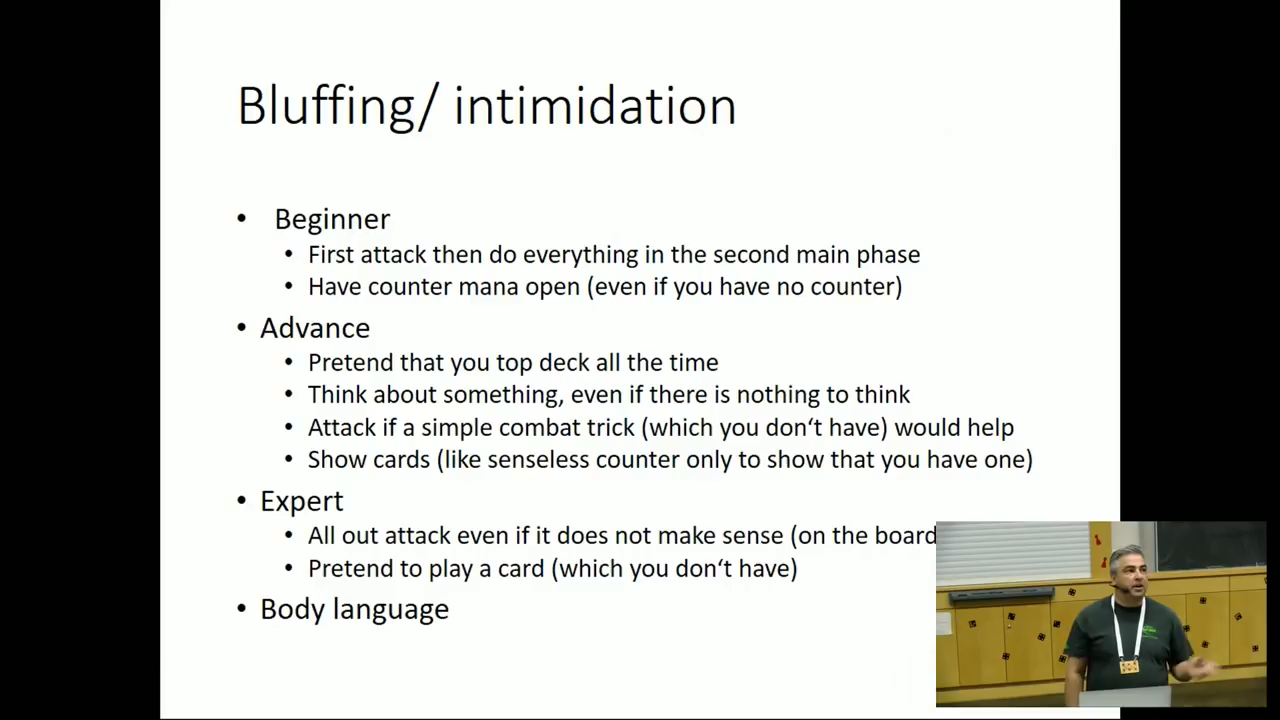 Bluffing/ intimidation
• Beginner
• First attack then do everything in the second main phase
• Have counter mana open (even if you have no counter)
• Advance
• Pretend that you top deck all the time
• Think about something, even if there is nothing to think
• Attack if a simple combat trick (which you don‘t have) would help
• Show cards (like senseless counter only to show that you have one)
• Expert
• All out attack even if it does not make sense (on the board
• Pretend to play a card (which you don‘t have)
• Body language